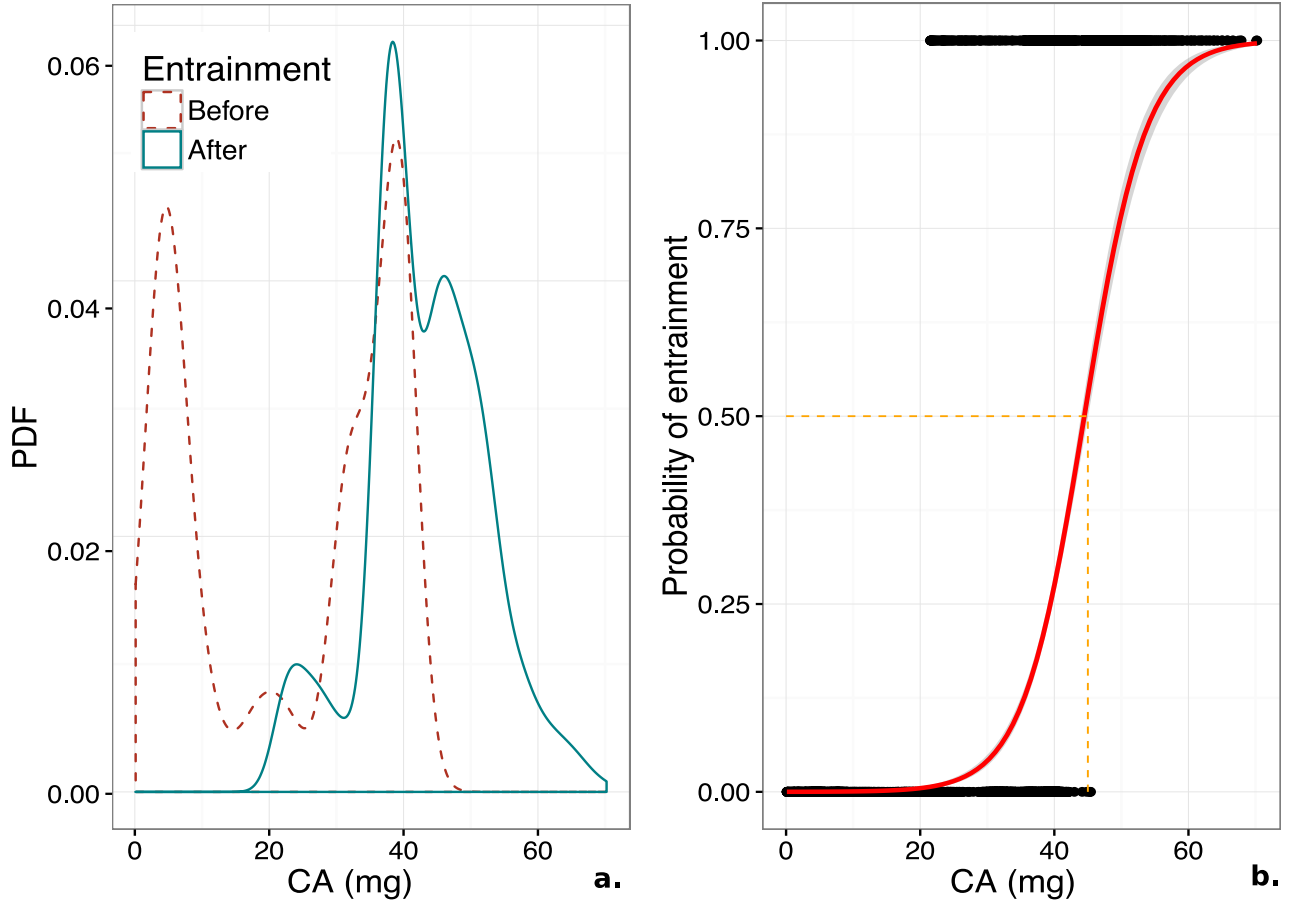 Entrainment
Before
After
PDF
0.06
0.04
0.02
0.00
0 20 40 60
CA (mg)
a.
Probability of entrainment
1.00
0.75
0.50
0.25
0.00
0 20 40 60
CA (mg)
b.